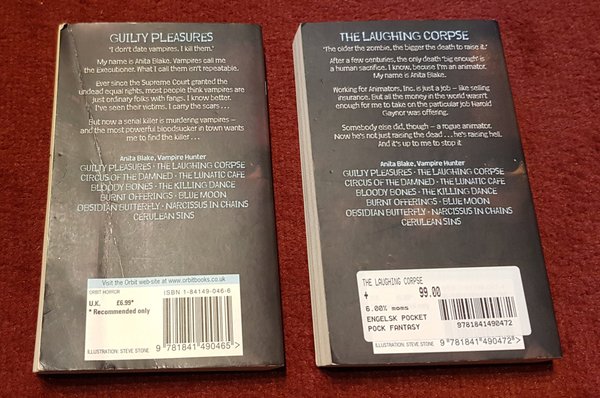 GUILTY PLEASURES
'I don't date vampires. I kill them.'
My name is Anita Blake. Vampires call me
the Executioner. What I call them isn't repeatable.
Ever since the Supreme Court granted the
undead equal rights, most people think vampires are
just ordinary folks with fangs. I know better.
I've seen their victims. I carry the scars . . .
But now a serial killer is murdering vampires –
and the most powerful bloodsucker in town wants
me to find the killer . . .
Anita Blake, Vampire Hunter
GUILTY PLEASURES · THE LAUGHING CORPSE
CIRCUS OF THE DAMNED · THE LUNATIC CAFE
BLOODY BONES · THE KILLING DANCE
BURNT OFFERINGS · BLUE MOON
OBSIDIAN BUTTERFLY · NARCISSUS IN CHAINS
CERULEAN SINS
Visit the Orbit web-site at www.orbitbooks.co.uk
ORBIT HORROR
ISBN 1-84149-046-6
U.K. £6.99*
* Recommended only
ILLUSTRATION: STEVE STONE
9 781841 490465 >
THE LAUGHING CORPSE
'The older the zombie, the bigger the death to raise it.'
After a few centuries, the only death 'big enough' is
a human sacrifice. I know, because I'm an animator.
My name is Anita Blake.
Working for Animators, Inc. is just a job – like selling
insurance. But all the money in the world wasn't
enough for me to take on the particular job Harold
Gaynor was offering.
Somebody else did, though – a rogue animator.
Now he's not just raising the dead . . . he's raising hell.
And it's up to me to stop it
Anita Blake, Vampire Hunter
GUILTY PLEASURES · THE LAUGHING CORPSE
CIRCUS OF THE DAMNED · THE LUNATIC CAFE
BLOODY BONES · THE KILLING DANCE
BURNT OFFERINGS · BLUE MOON
OBSIDIAN BUTTERFLY · NARCISSUS IN CHAINS
CERULEAN SINS
THE LAUGHING CORPSE
+ 99.00
6.00% moms
ENGELSK POCKET
POCK FANTASY
9781841490472
ILLUSTRATION: STEVE STONE
9 781841 490472 >